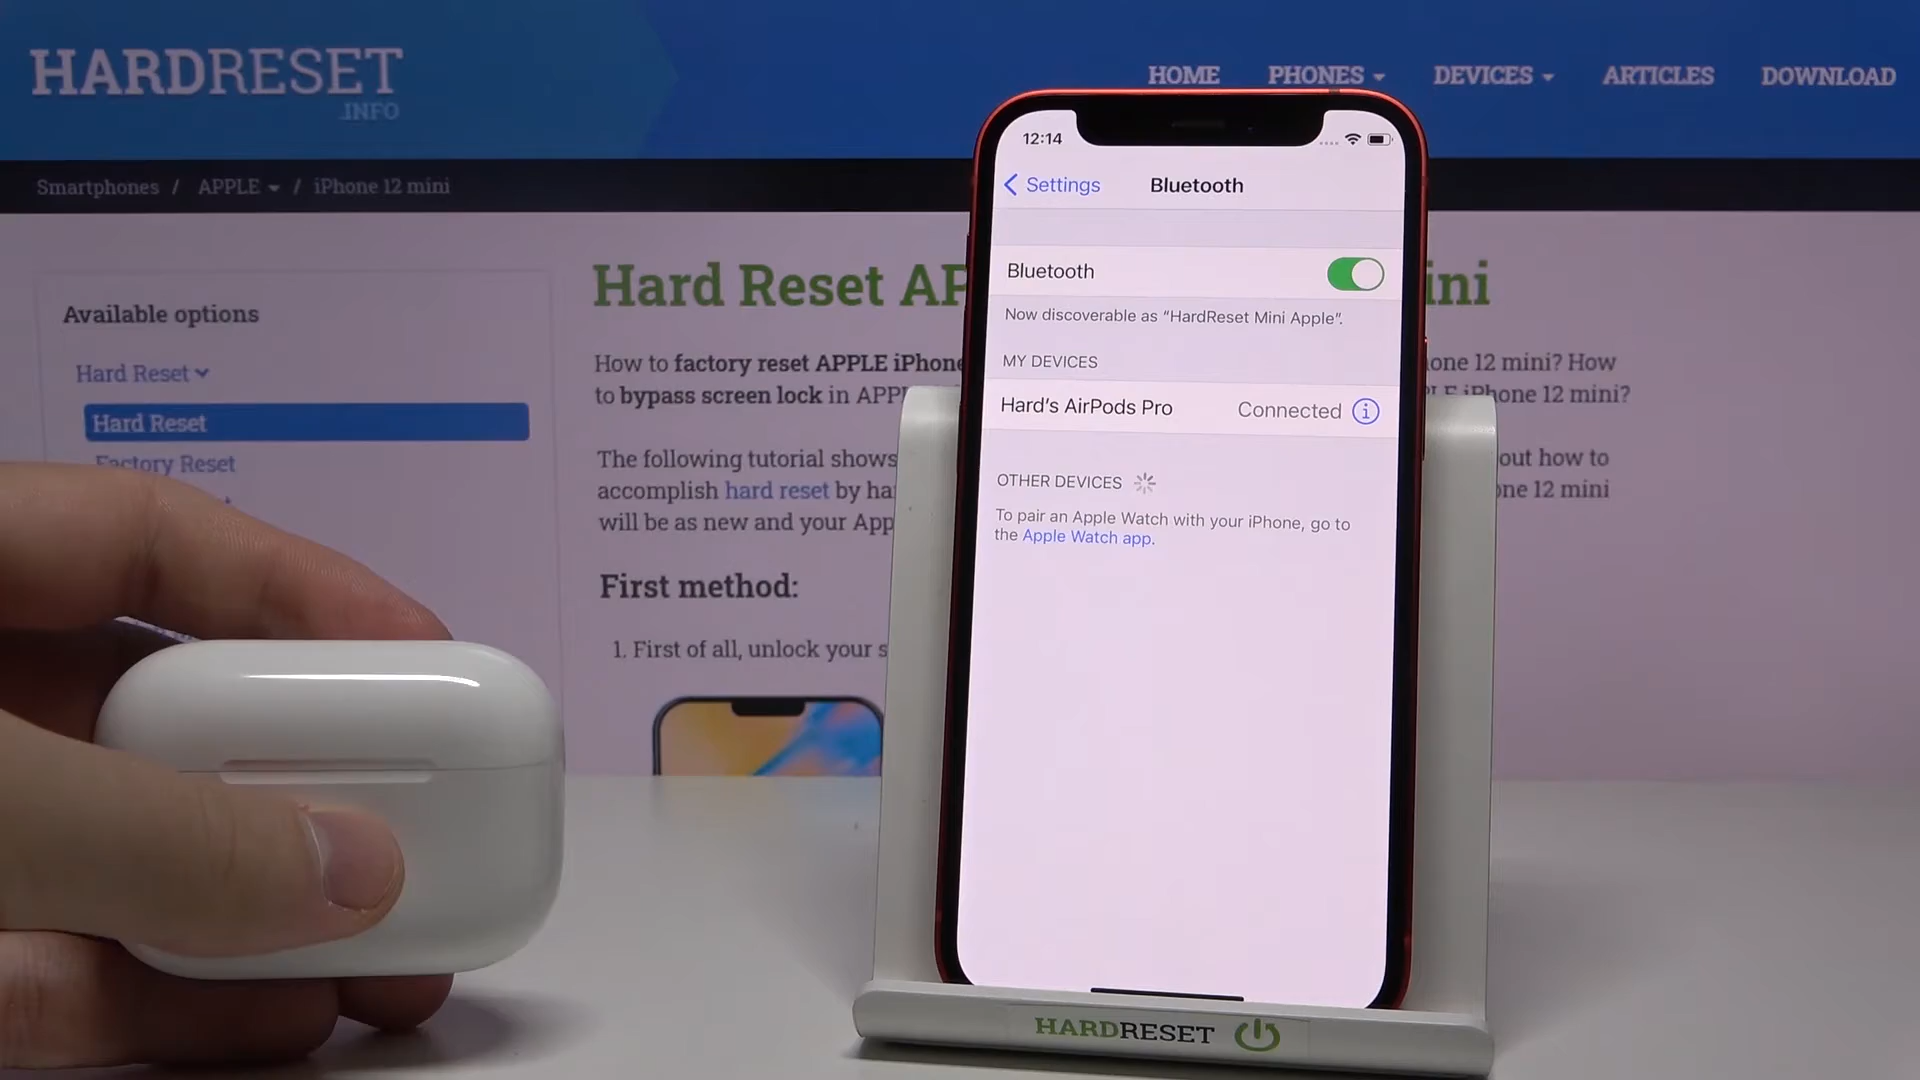 HARDRESET
.INFO
HOME PHONES DEVICES ARTICLES DOWNLOAD
Smartphones / APPLE / iPhone 12 mini
Available options
Hard Reset
Hard Reset
Factory Reset
Hard Reset AP
ini
How to factory reset APPLE iPhone
one 12 mini? How
to bypass screen lock in APP
iPhone 12 mini?
The following tutorial shows
out how to
accomplish hard reset by ha
one 12 mini
will be as new and your App
First method:
1. First of all, unlock your s
12:14
Settings Bluetooth
Bluetooth
Now discoverable as “HardReset Mini Apple”.
MY DEVICES
Hard’s AirPods Pro Connected i
OTHER DEVICES
To pair an Apple Watch with your iPhone, go to
the Apple Watch app.
HARDRESET